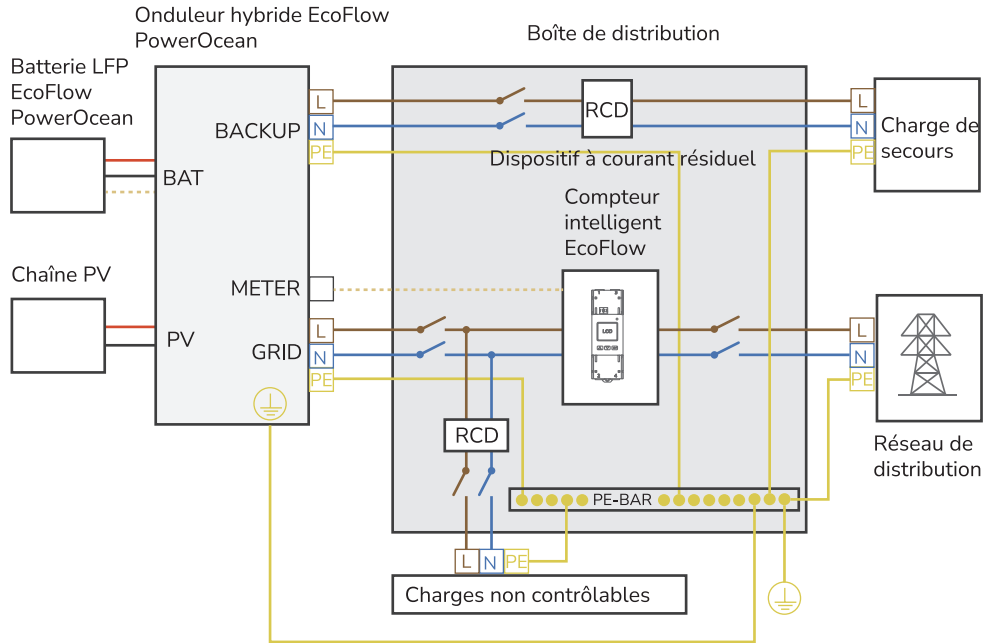 Onduleur hybride EcoFlow
PowerOcean
Boîte de distribution
Batterie LFP
EcoFlow
PowerOcean
BACKUP
L
N
PE
RCD
L
N
PE
Charge de
secours
Dispositif à courant résiduel
BAT
Compteur
intelligent
EcoFlow
Chaîne PV
METER
LCD
L
N
PE
GRID
PV
L
N
PE
RCD
Réseau de
distribution
PE-BAR
L
N
PE
Charges non contrôlables